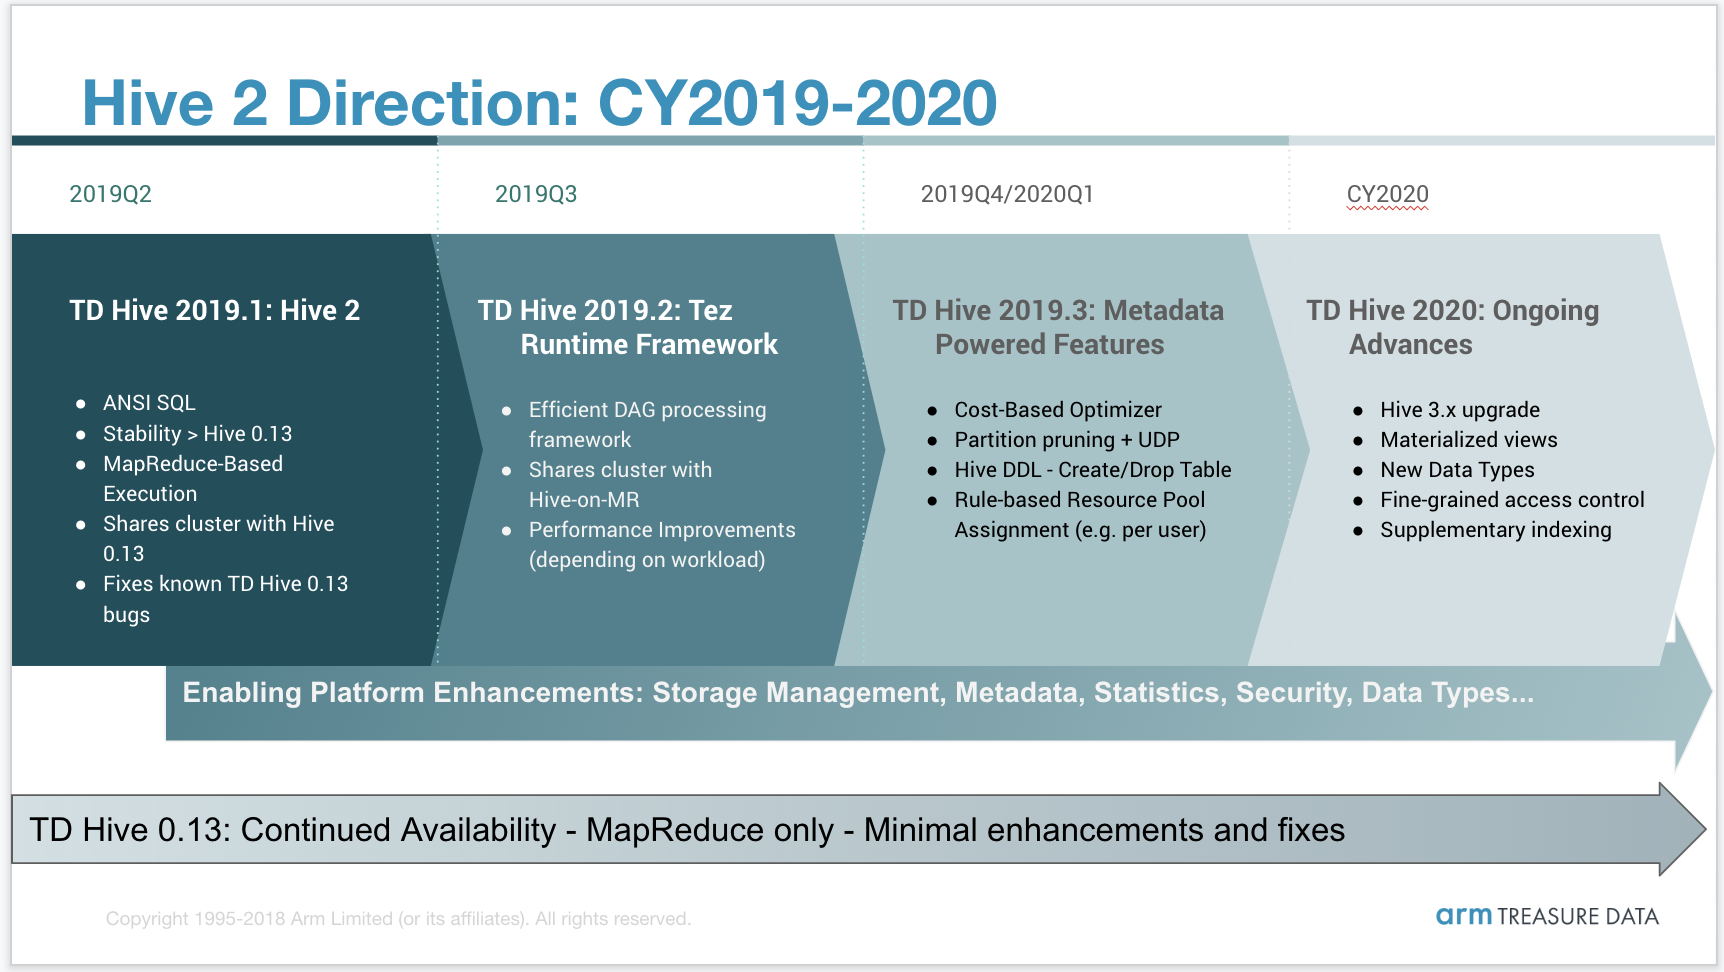 Hive 2 Direction: CY2019-2020
2019Q2
2019Q3
2019Q4/2020Q1
CY2020
TD Hive 2019.1: Hive 2
● ANSI SQL
● Stability > Hive 0.13
● MapReduce-Based
Execution
● Shares cluster with Hive
0.13
● Fixes known TD Hive 0.13
bugs
TD Hive 2019.2: Tez
Runtime Framework
● Efficient DAG processing
framework
● Shares cluster with
Hive-on-MR
● Performance Improvements
(depending on workload)
TD Hive 2019.3: Metadata
Powered Features
● Cost-Based Optimizer
● Partition pruning + UDP
● Hive DDL - Create/Drop Table
● Rule-based Resource Pool
Assignment (e.g. per user)
TD Hive 2020: Ongoing
Advances
● Hive 3.x upgrade
● Materialized views
● New Data Types
● Fine-grained access control
● Supplementary indexing
Enabling Platform Enhancements: Storage Management, Metadata, Statistics, Security, Data Types...
TD Hive 0.13: Continued Availability - MapReduce only - Minimal enhancements and fixes
Copyright 1995-2018 Arm Limited (or its affiliates). All rights reserved.
arm TREASURE DATA